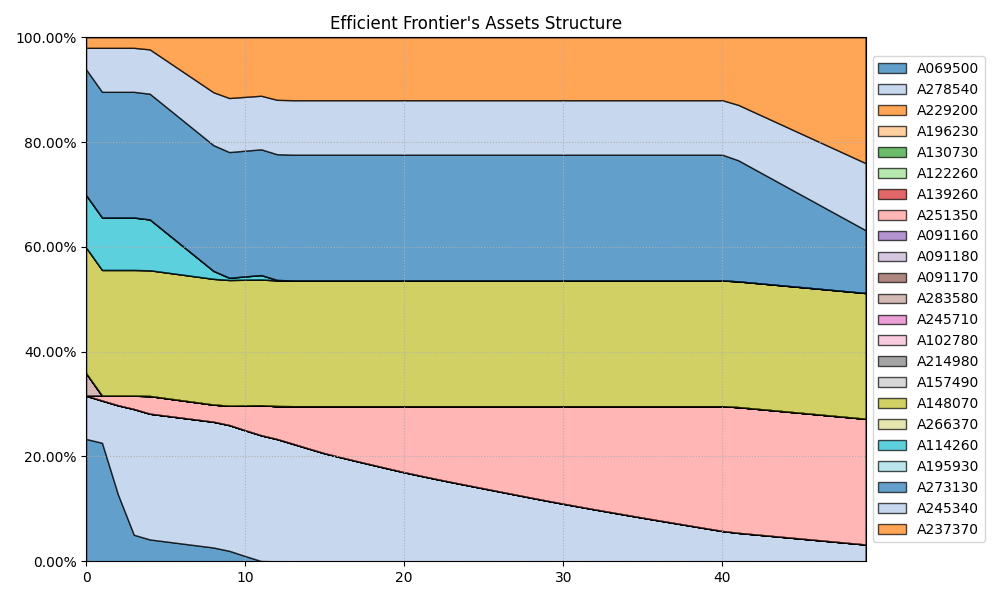 Efficient Frontier's Assets Structure
100.00%
80.00%
60.00%
40.00%
20.00%
0.00%
0
10
20
30
40
A069500
A278540
A229200
A196230
A130730
A122260
A139260
A251350
A091160
A091180
A091170
A283580
A245710
A102780
A214980
A157490
A148070
A266370
A114260
A195930
A273130
A245340
A237370